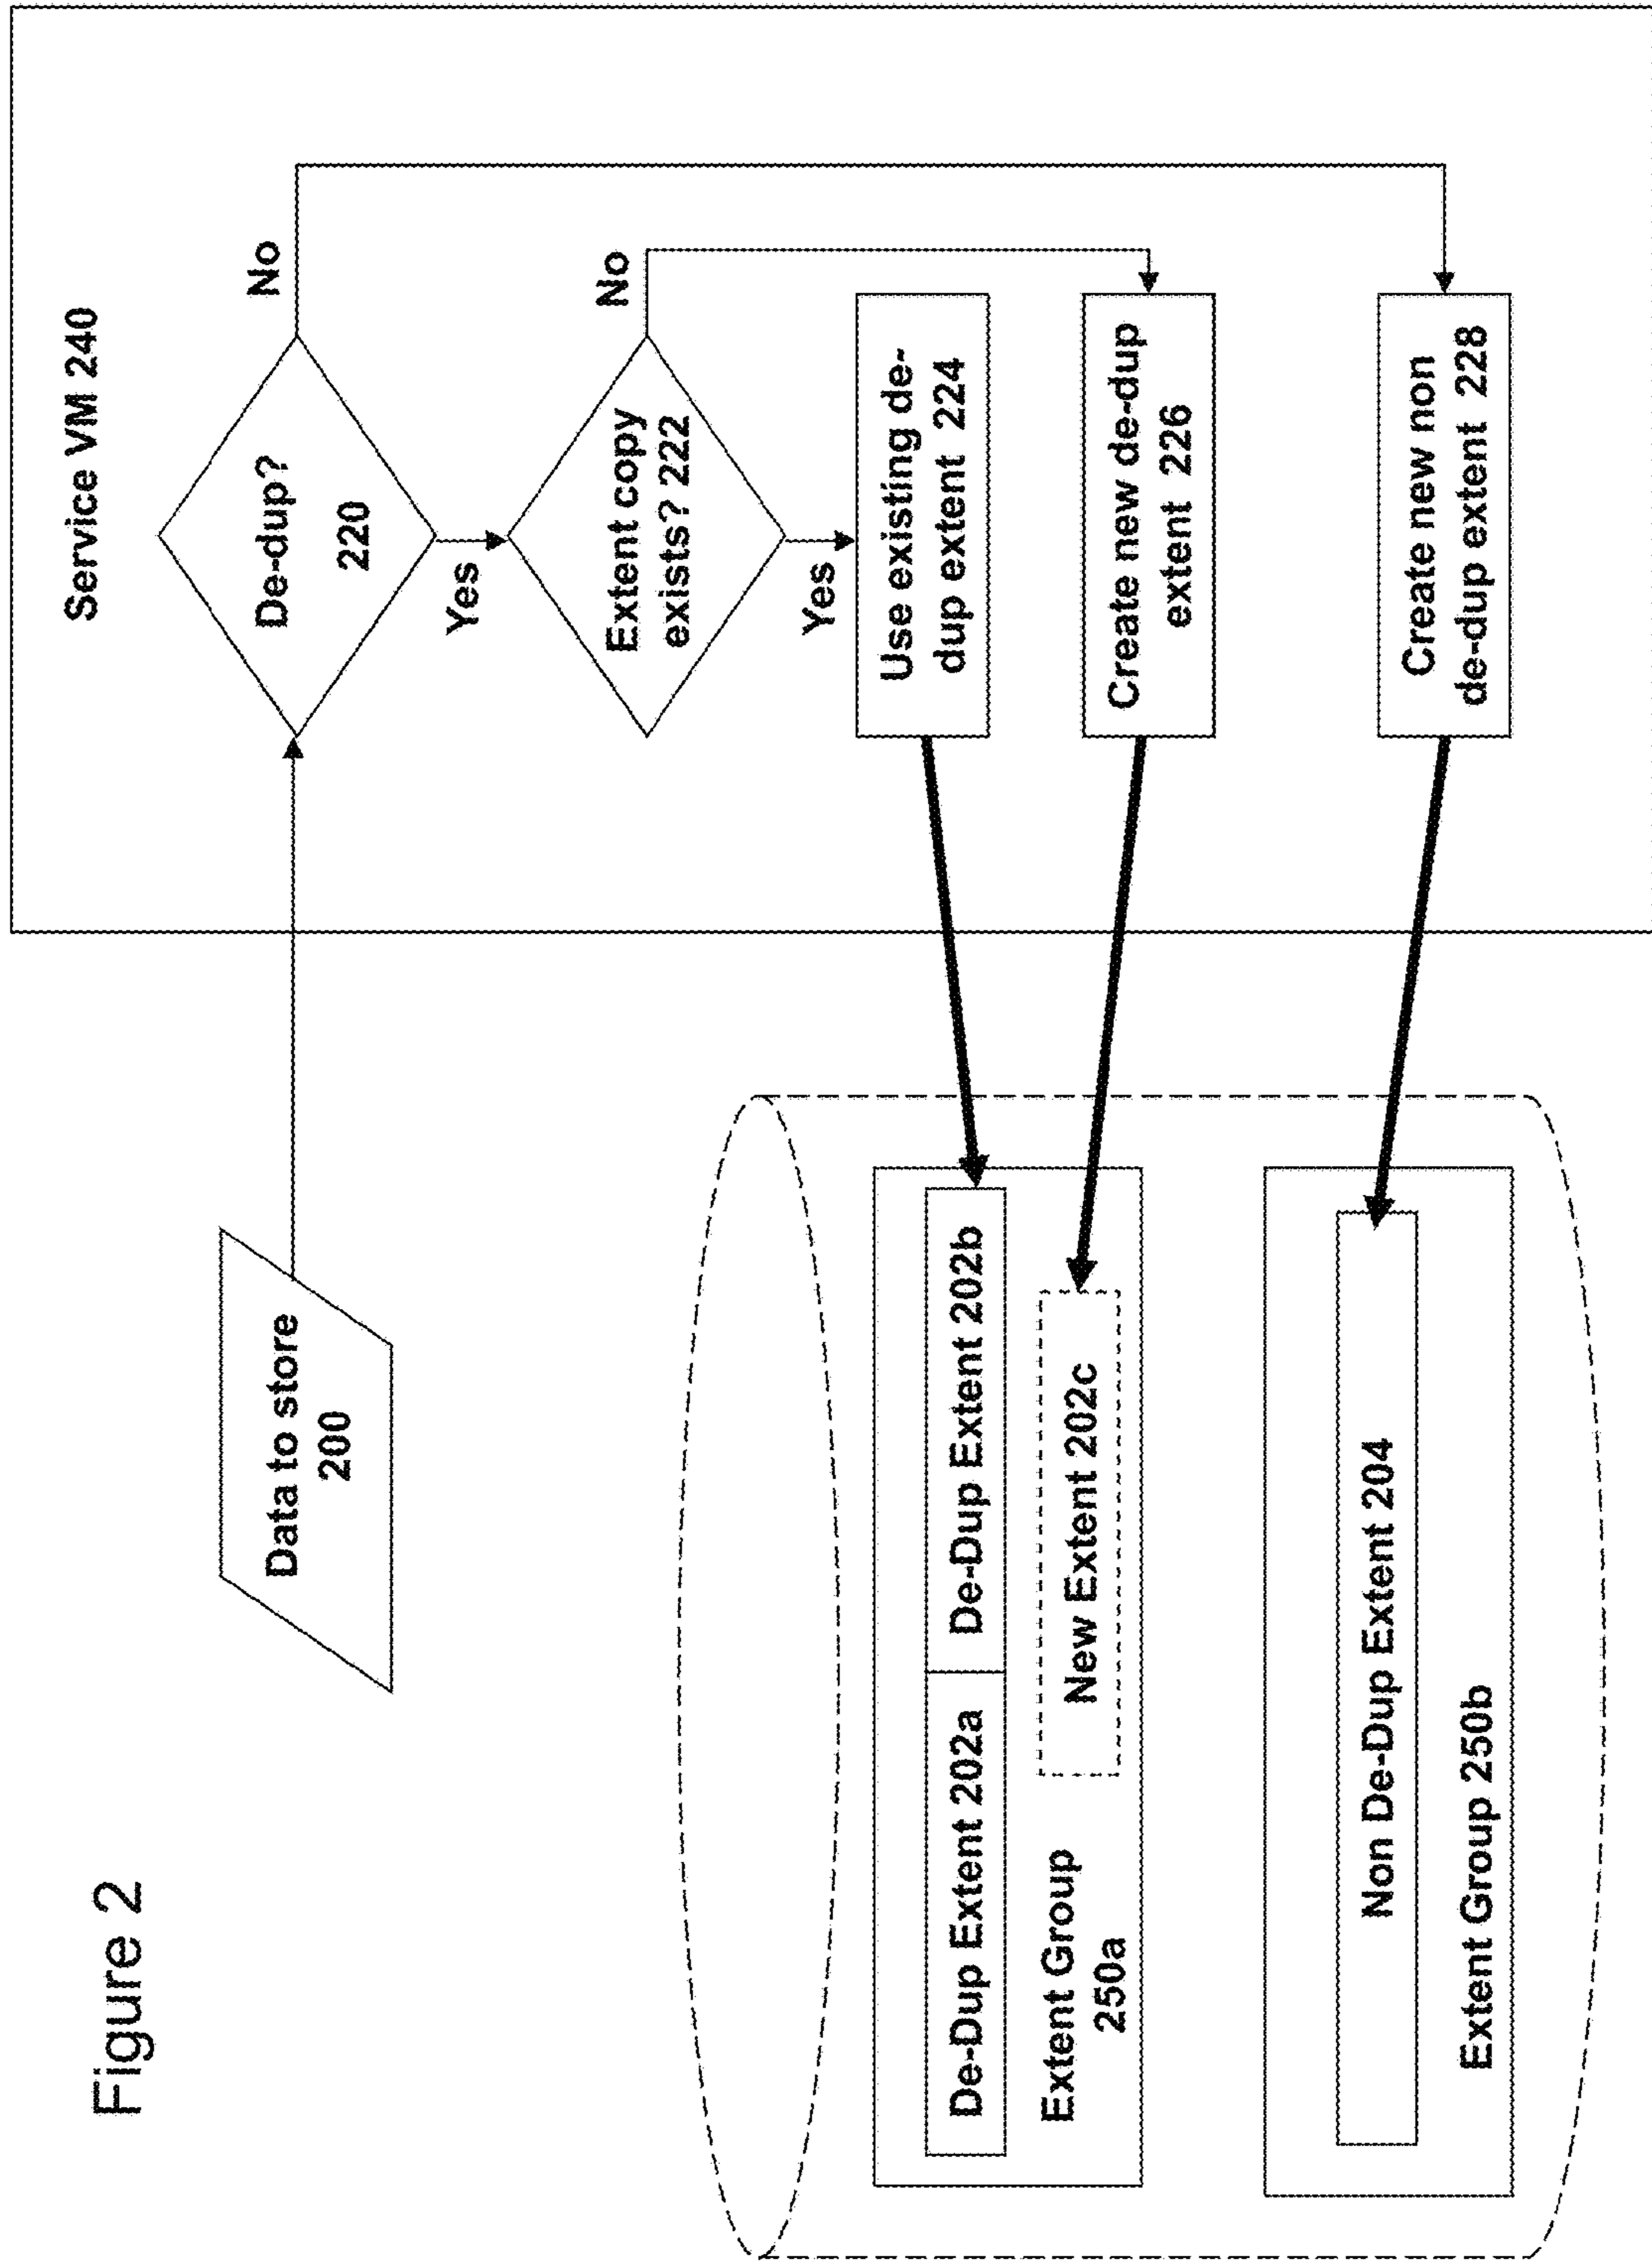 Figure 2
Data to store
200
Service VM 240
De-dup?
220
No
Yes
Extent copy
exists? 222
No
Yes
Use existing de-
dup extent 224
Create new de-dup
extent 226
Create new non
de-dup extent 228
De-Dup Extent 202a
De-Dup Extent 202b
New Extent 202c
Extent Group
250a
Non De-Dup Extent 204
Extent Group 250b